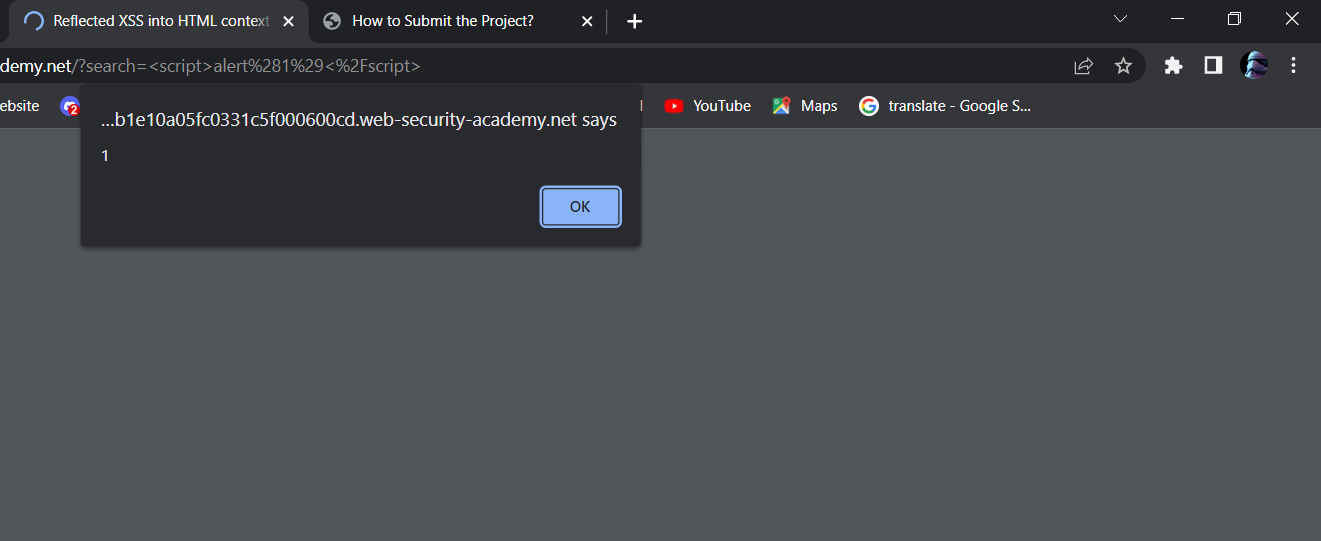 Reflected XSS into HTML context
How to Submit the Project?
demy.net/?search=<script>alert%281%29<%2Fscript>
ebsite
2
YouTube
Maps
translate - Google S...
...b1e10a05fc0331c5f000600cd.web-security-academy.net says
1
OK